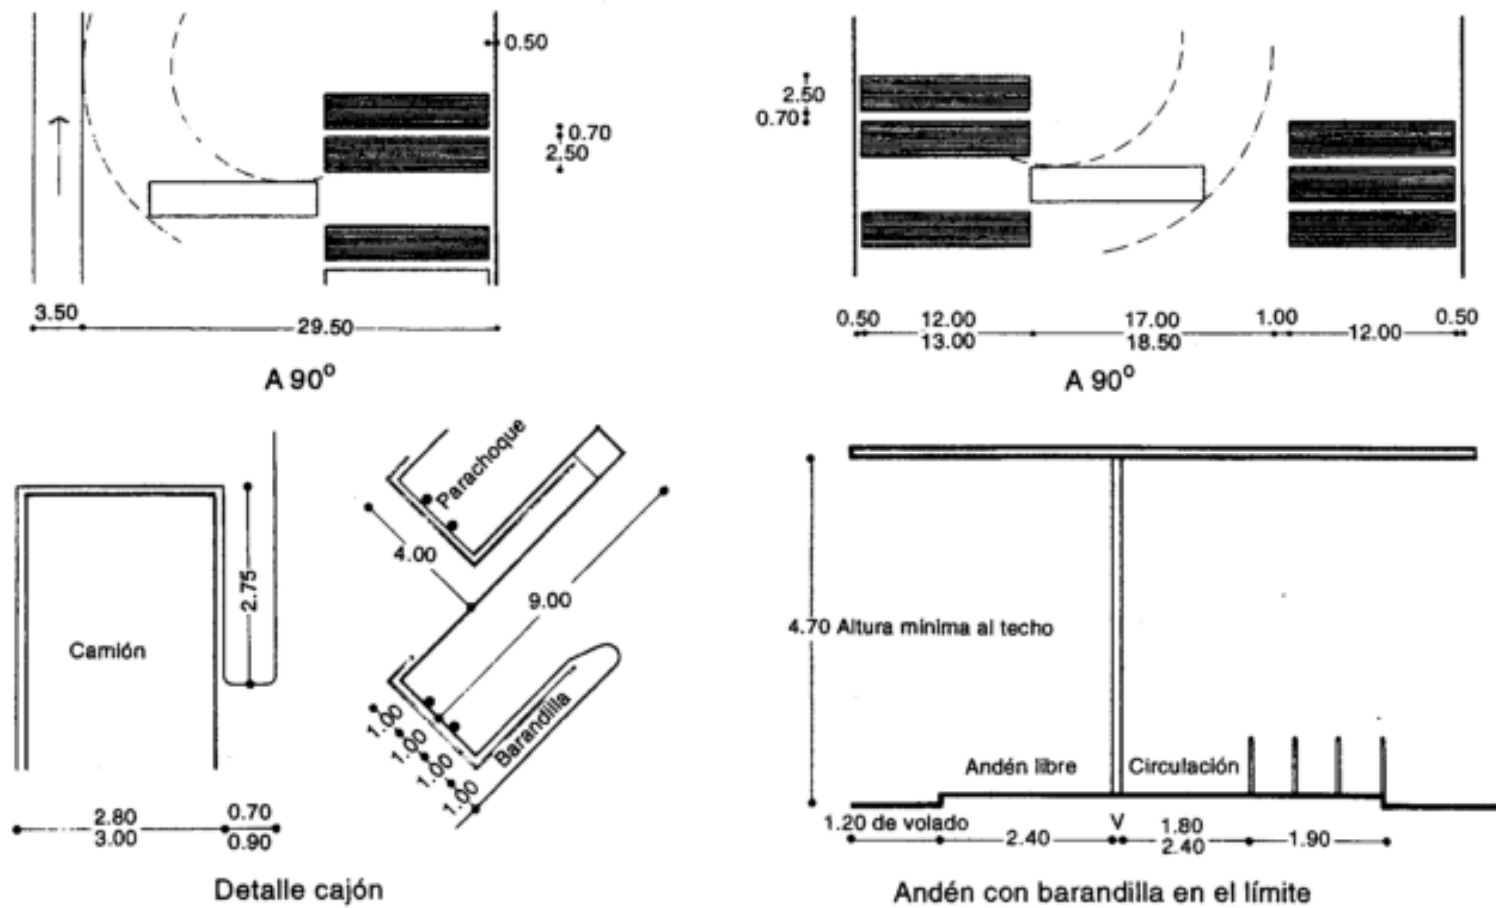 0.50
0.70
2.50
3.50
29.50
A 90°
2.50
0.70
0.50
12.00
13.00
17.00
18.50
1.00
12.00
0.50
A 90°
Camión
2.75
2.80
3.00
0.70
0.90
Parachoque
4.00
9.00
1.00
1.00
1.00
1.00
Barandilla
Detalle cajón
4.70 Altura minima al techo
Andén libre
Circulación
1.20 de volado
2.40
V
1.80
2.40
1.90
Andén con barandilla en el límite